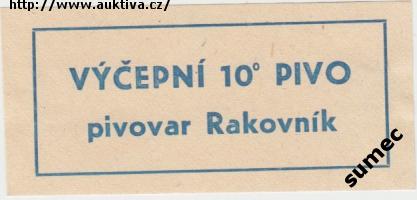 http://www.auktiva.cz/
VÝČEPNÍ 10° PIVO
pivovar Rakovník
sumec